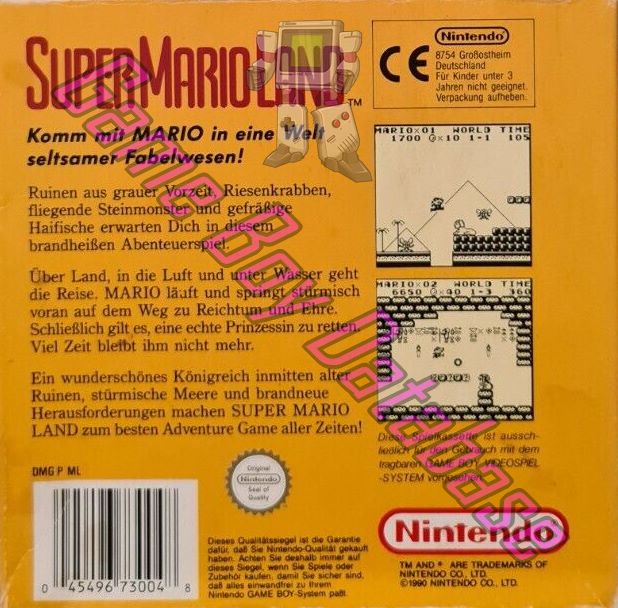 SUPER MARIO LAND™
Komm mit MARIO in eine Welt
seltsamer Fabelwesen!
Ruinen aus grauer Vorzeit, Riesenkrabben,
fliegende Steinmonster und gefräßige
Haifische erwarten Dich in diesem
brandheißen Abenteuerspiel.
Über Land, in die Luft und unter Wasser geht
die Reise. MARIO läuft und springt stürmisch
voran auf dem Weg zu Reichtum und Ehre.
Schließlich gilt es, eine echte Prinzessin zu retten.
Viel Zeit bleibt ihm nicht mehr.
Ein wunderschönes Königreich inmitten alter
Ruinen, stürmische Meere und brandneue
Herausforderungen machen SUPER MARIO
LAND zum besten Adventure Game aller Zeiten!
DMG P ML
0 45496 73004 8
Original
Nintendo
Seal of
Quality
Dieses Qualitätssiegel ist die Garantie
dafür, daß Sie Nintendo-Qualität gekauft
haben. Achten Sie deshalb immer auf
dieses Siegel, wenn Sie Spiele oder
Zubehör kaufen, damit Sie sicher sind,
daß alles einwandfrei zu Ihrem
Nintendo GAME BOY-System paßt.
CE
Nintendo
8754 Großostheim
Deutschland
Für Kinder unter 3
Jahren nicht geeignet.
Verpackung aufheben.
MARIO×01 WORLD TIME
1700 ×10 1-1 105
MARIO×02 WORLD TIME
6650 ×40 1-3 360
Diese Spielkassette ist aussch-
ließlich für den Gebrauch mit dem
tragbaren GAME BOY VIDEOSPIEL
-SYSTEM vorgesehen.
Nintendo®
TM AND ® ARE TRADEMARKS OF
NINTENDO CO., LTD.
©1990 NINTENDO CO., LTD.
Game Boy Database